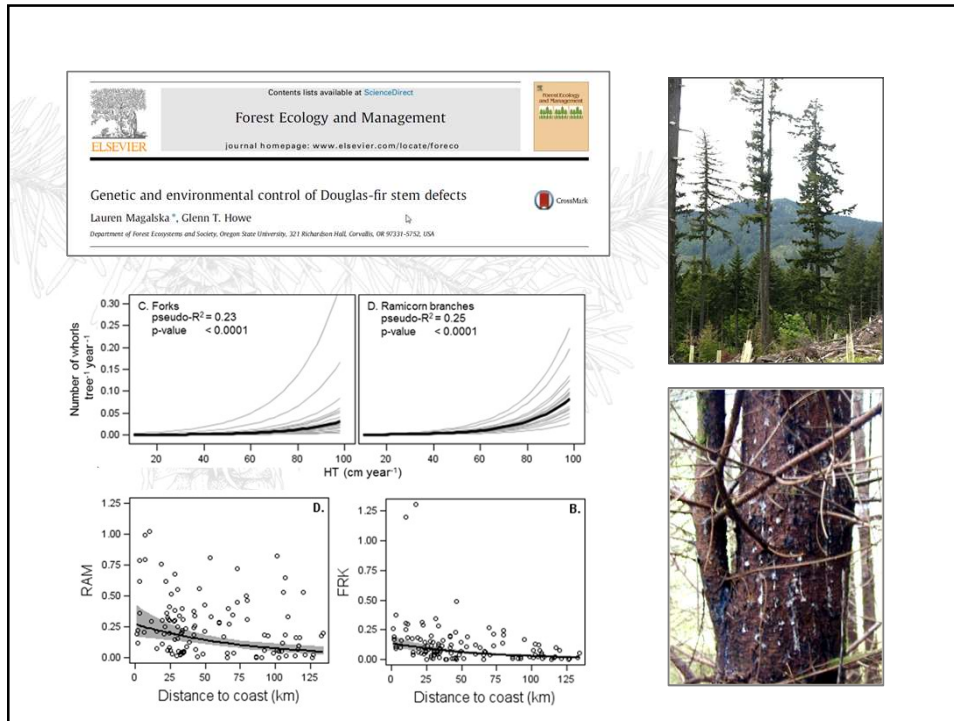 Contents lists available at ScienceDirect
Forest Ecology and Management
journal homepage: www.elsevier.com/locate/foreco
ELSEVIER
Forest Ecology and Management
Genetic and environmental control of Douglas-fir stem defects
CrossMark
Lauren Magalska *, Glenn T. Howe
Department of Forest Ecosystems and Society, Oregon State University, 321 Richardson Hall, Corvallis, OR 97331-5752, USA
C. Forks
pseudo-R² = 0.23
p-value < 0.0001
D. Ramicorn branches
pseudo-R² = 0.25
p-value < 0.0001
Number of whorls
tree⁻¹ year⁻¹
0.30
0.25
0.20
0.15
0.10
0.05
0.00
20 40 60 80 100
20 40 60 80 100
HT (cm year⁻¹)
D.
RAM
1.25
1.00
0.75
0.50
0.25
0.00
0 25 50 75 100 125
Distance to coast (km)
B.
FRK
1.25
1.00
0.75
0.50
0.25
0.00
0 25 50 75 100 125
Distance to coast (km)